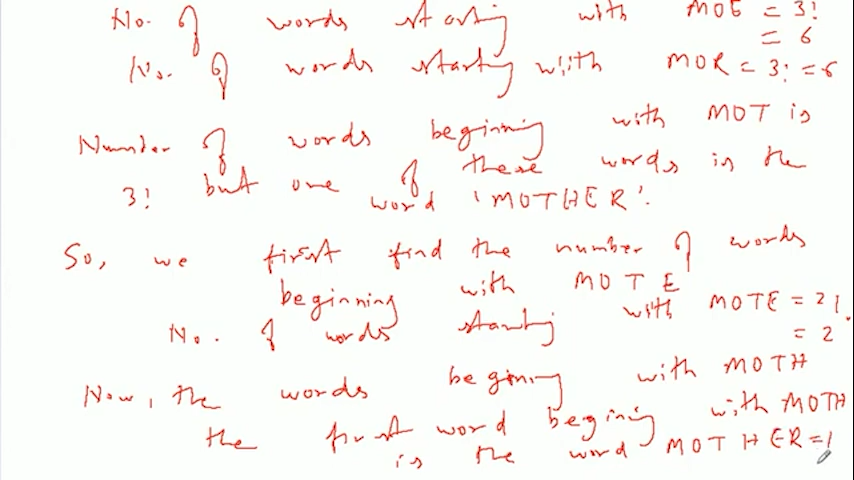 No. of words starting with MOE = 3!
= 6
No. of words starting with MOR = 3! = 6
Number of words beginning with MOT is
3! but one of these words is the
word 'MOTHER'.
So, we first find the number of words
beginning with MOTE
No. of words starting with MOTE = 2!.
= 2
Now, the words begining with MOTH
the first word begining with MOTH
is the word MOTHER = 1